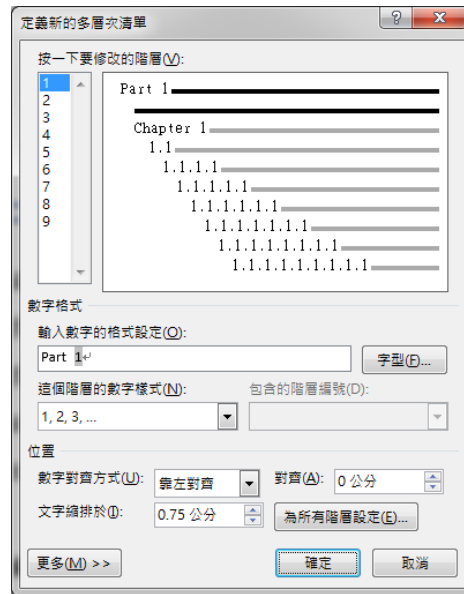 定義新的多層次清單
按一下要修改的階層(V):
1
2
3
4
5
6
7
8
9
Part 1
Chapter 1
1.1
1.1.1.1
1.1.1.1.1
1.1.1.1.1.1
1.1.1.1.1.1.1
1.1.1.1.1.1.1.1
1.1.1.1.1.1.1.1.1
數字格式
輸入數字的格式設定(O):
Part 1↵ 字型(F)...
這個階層的數字樣式(N): 包含的階層編號(D):
1, 2, 3, ...
位置
數字對齊方式(U): 靠左對齊 對齊(A): 0 公分
文字縮排於(I): 0.75 公分 為所有階層設定(E)...
更多(M) >> 確定 取消